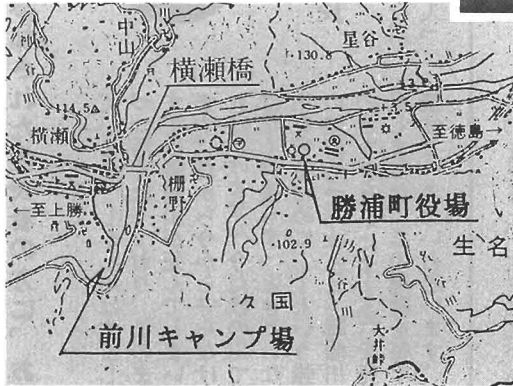 中山
星谷
・130.8
横瀬橋
114.5△
横瀬
至徳島→
棚野
勝浦町役場
←至上勝
・102.9
生名
久国
前川キャンプ場
大井峠